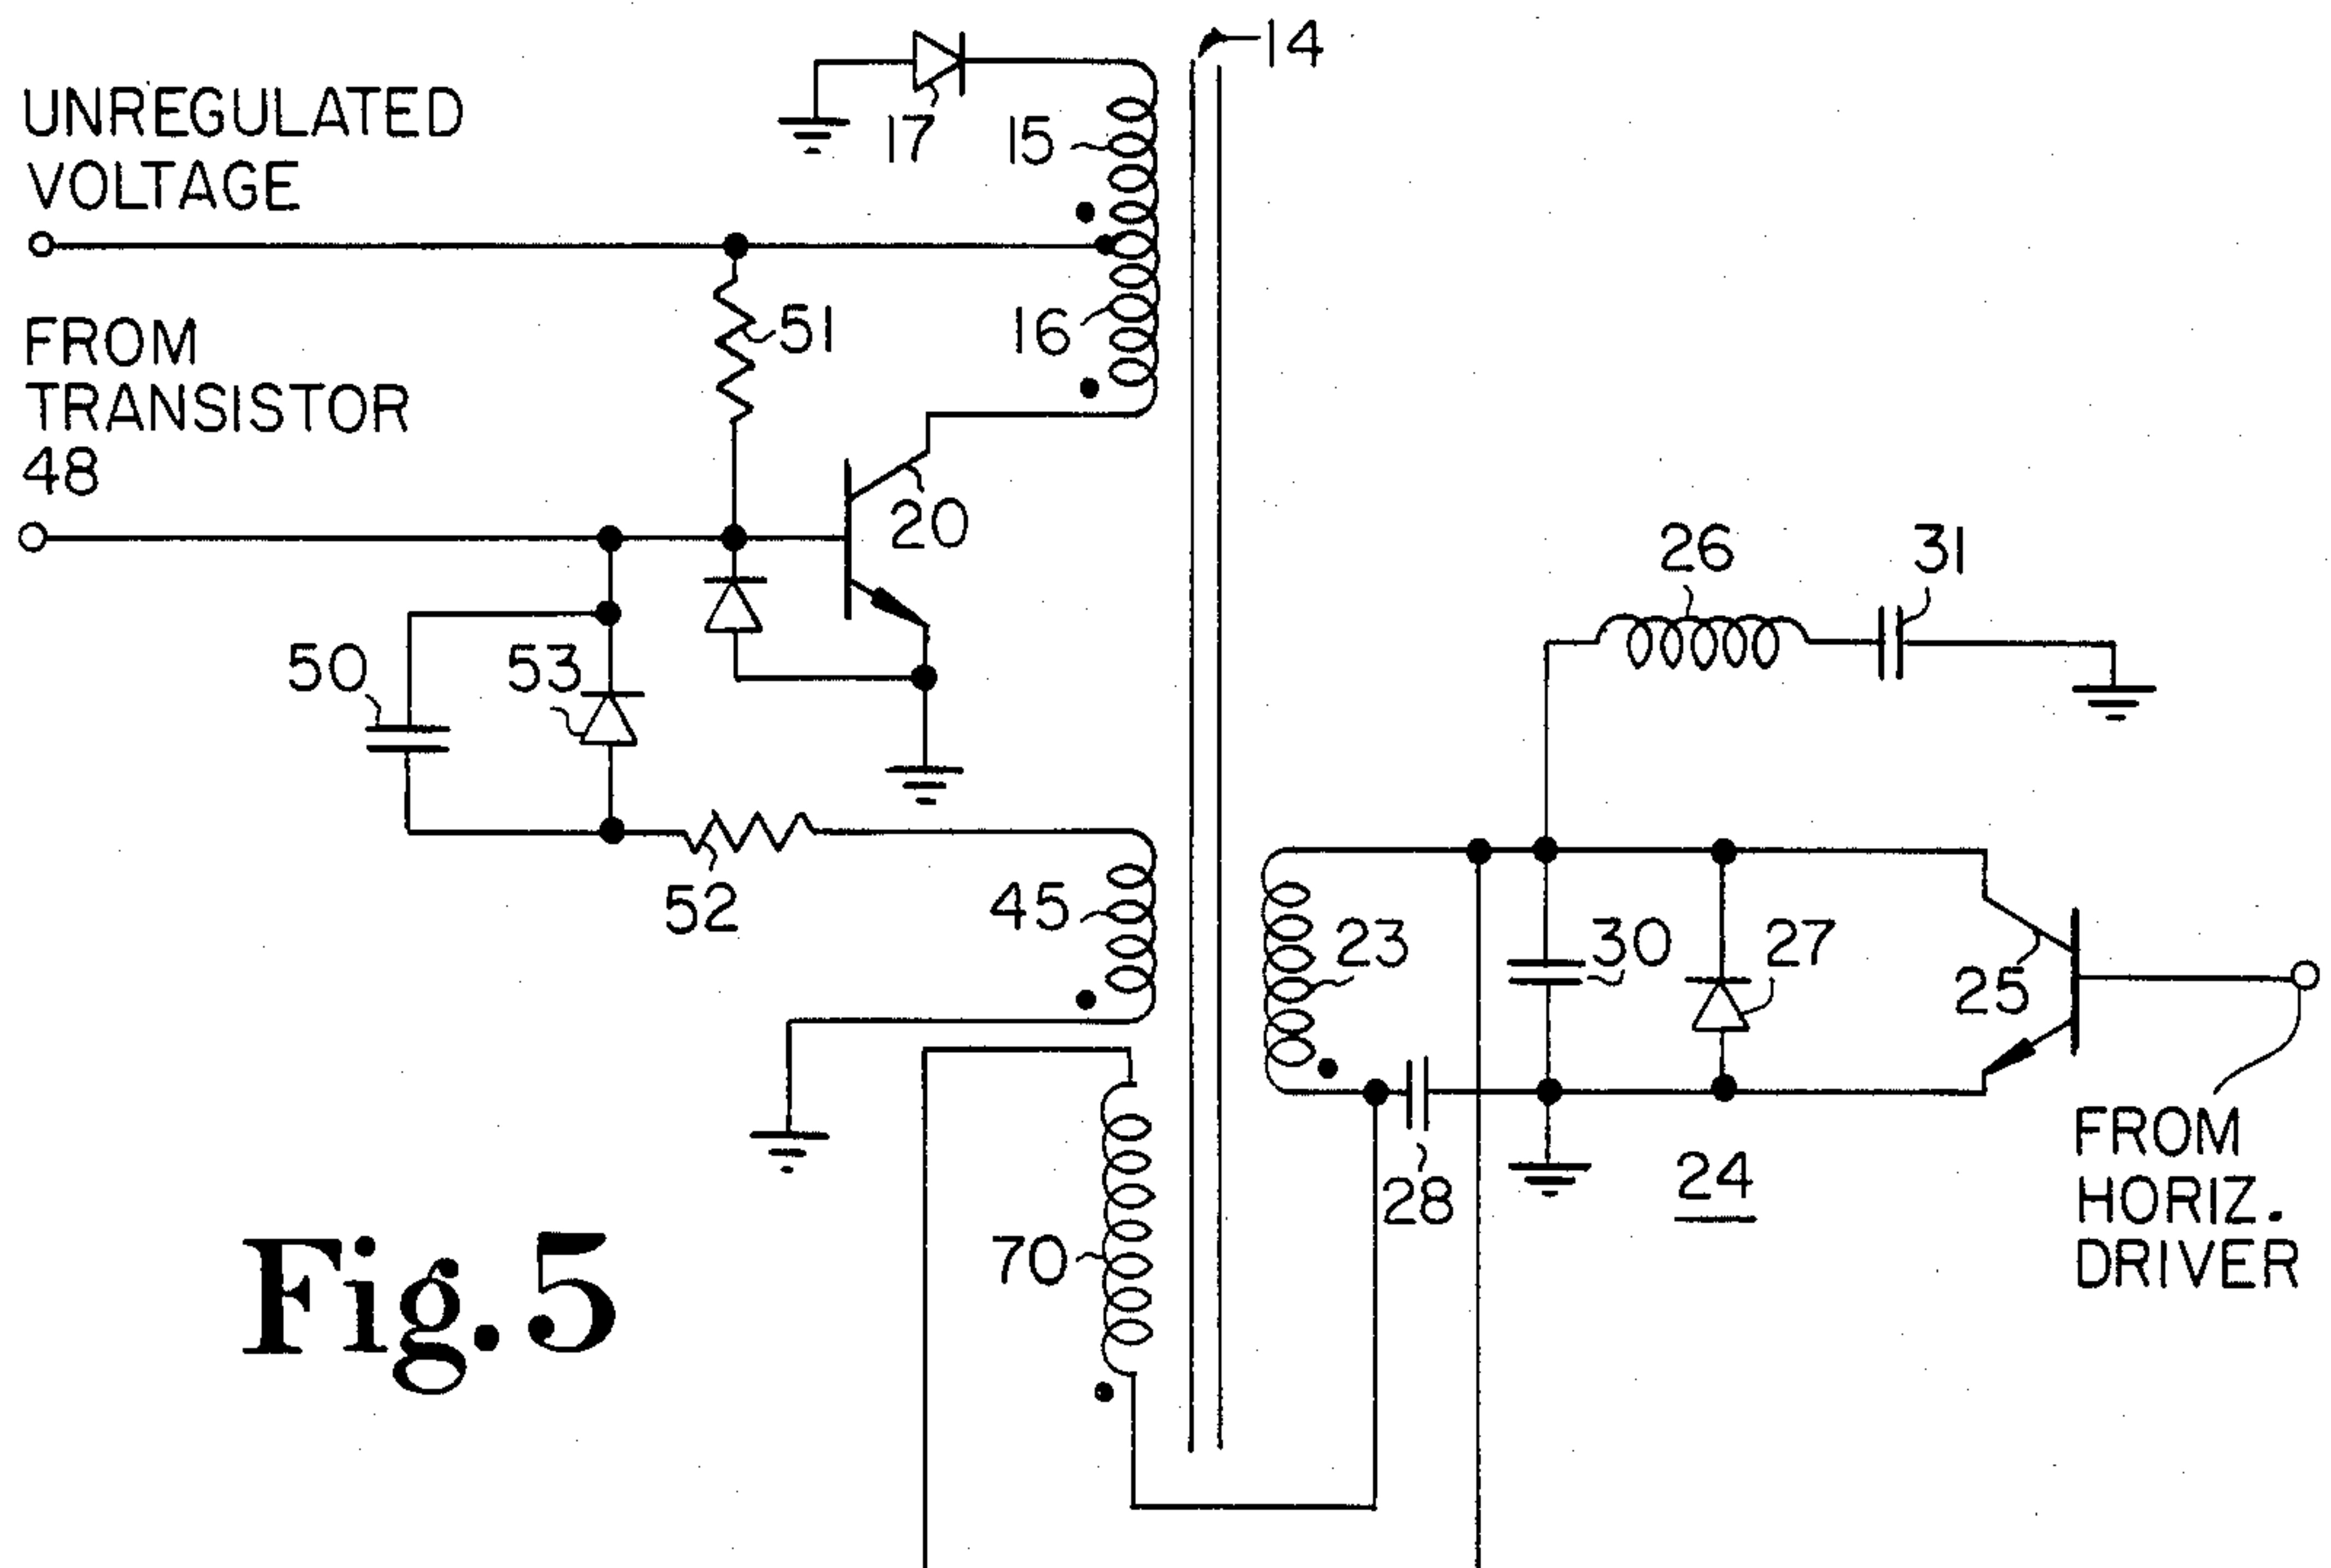 14
17
15
UNREGULATED
VOLTAGE
51
16
FROM
TRANSISTOR
48
20
26
31
50
53
52
45
23
30
27
25
28
24
70
FROM
HORIZ.
DRIVER
Fig. 5